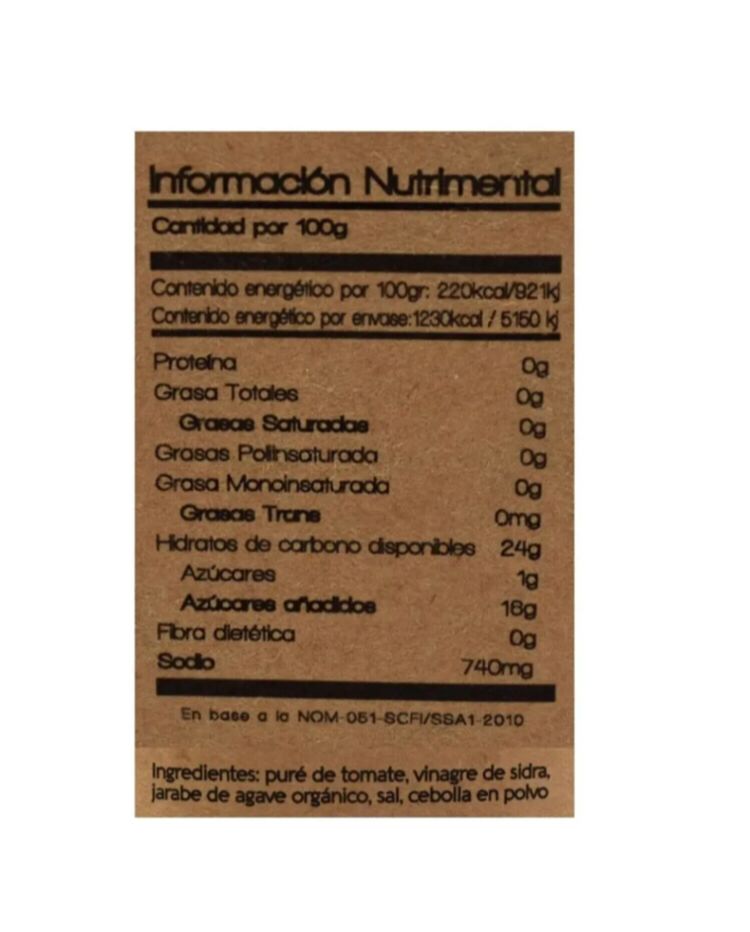 Información Nutrimental
Cantidad por 100g
Contenido energético por 100gr: 220kcal/921kj
Contenido energético por envase:1230kcal / 5150 kj
Proteína 0g
Grasa Totales 0g
Grasas Saturadas 0g
Grasas Poliinsaturada 0g
Grasa Monoinsaturada 0g
Grasas Trans 0mg
Hidratos de carbono disponibles 24g
Azúcares 1g
Azúcares añadidos 16g
Fibra dietética 0g
Sodio 740mg
En base a la NOM-051-SCFI/SSA1-2010
Ingredientes: puré de tomate, vinagre de sidra,
jarabe de agave orgánico, sal, cebolla en polvo